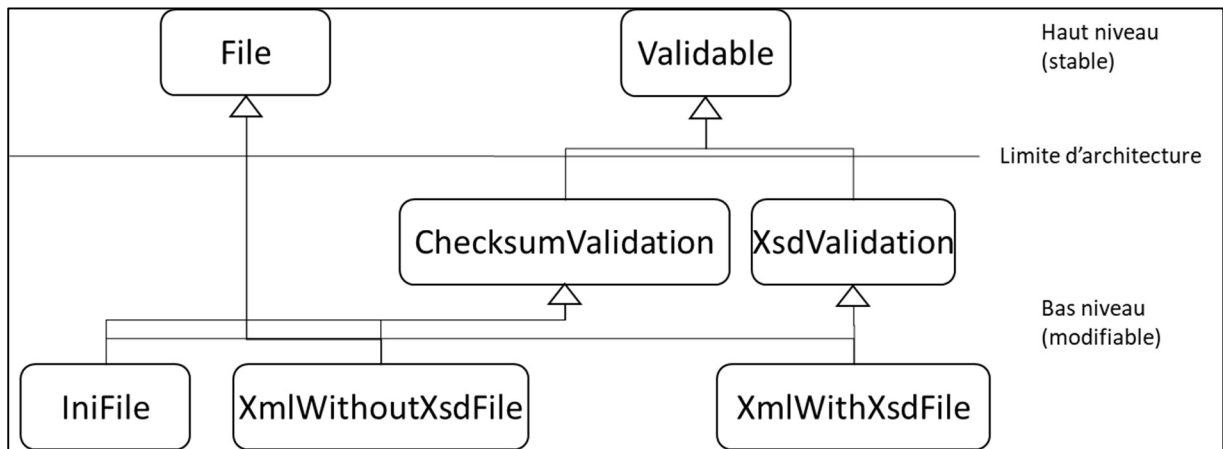 File
Validable
Haut niveau
(stable)
Limite d'architecture
ChecksumValidation
XsdValidation
Bas niveau
(modifiable)
IniFile
XmlWithoutXsdFile
XmlWithXsdFile